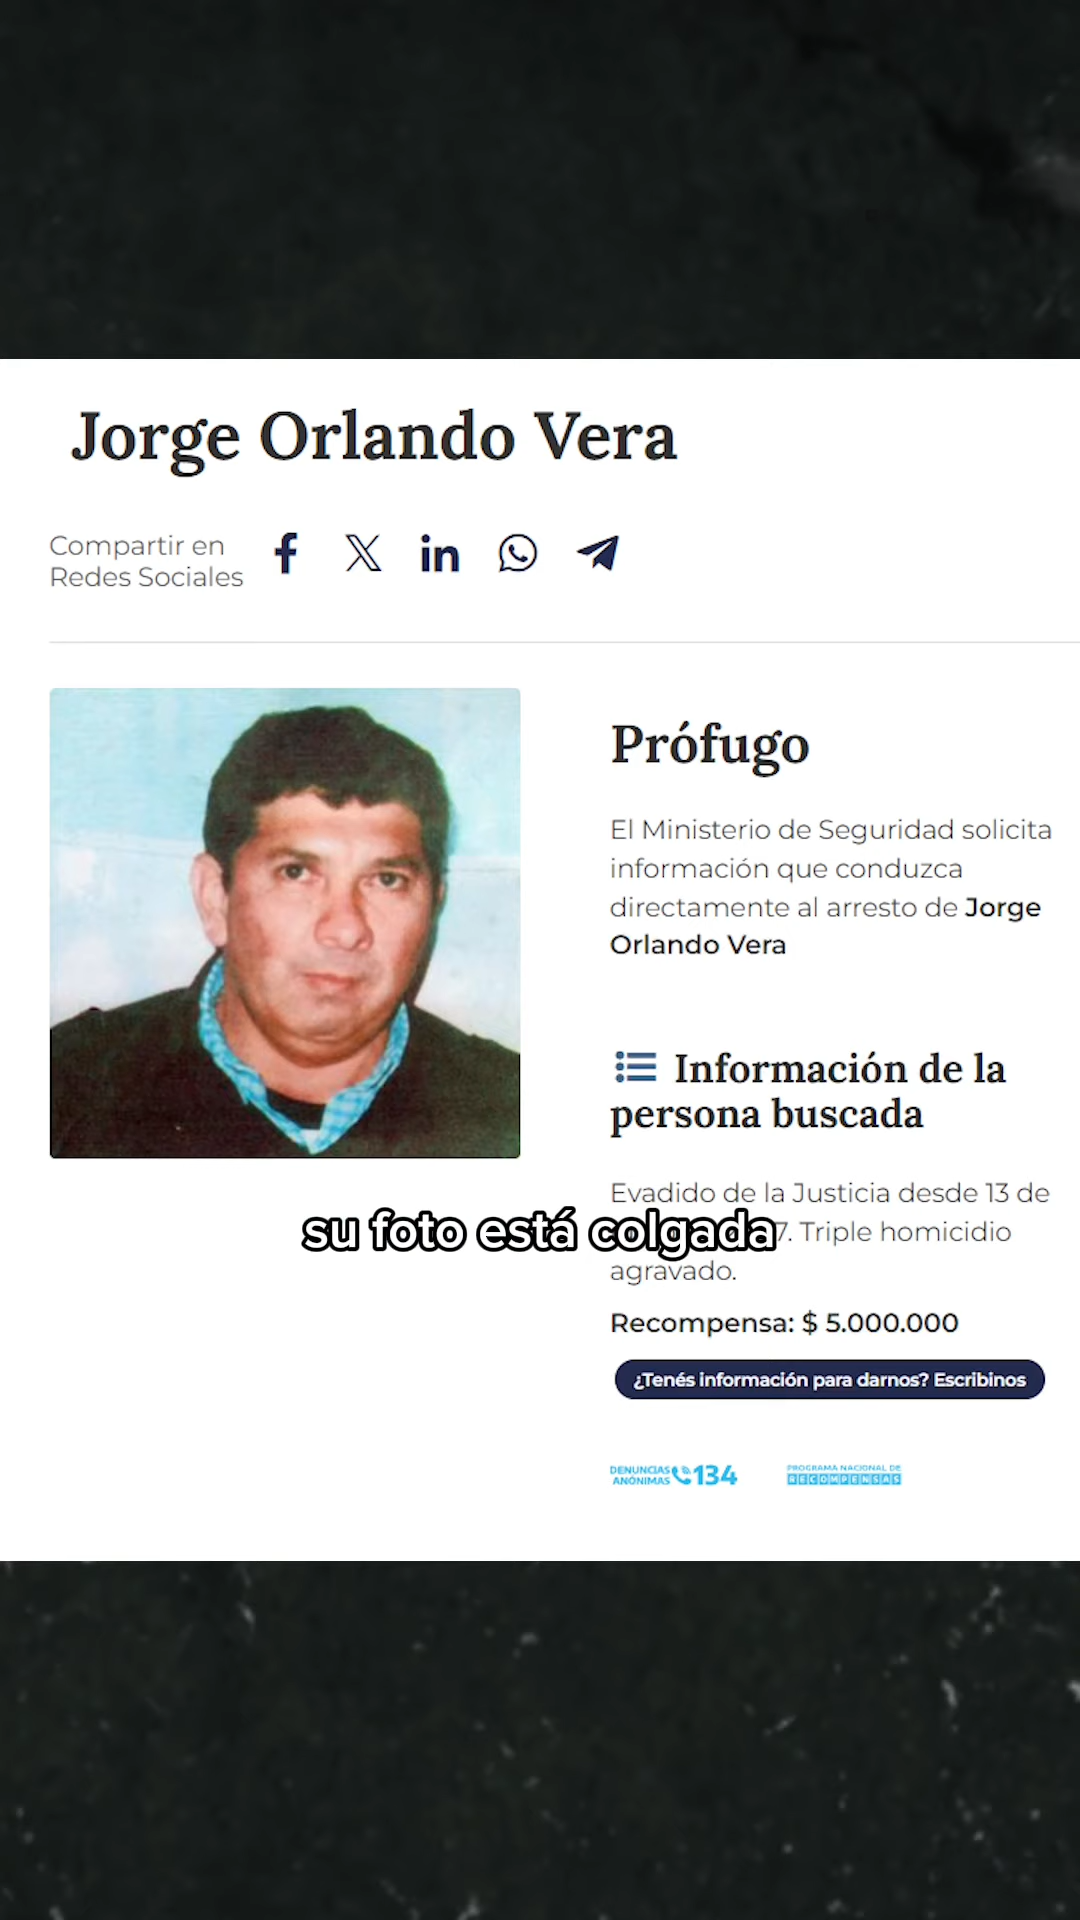 Jorge Orlando Vera
Compartir en
Redes Sociales
Prófugo
El Ministerio de Seguridad solicita
información que conduzca
directamente al arresto de Jorge
Orlando Vera
Información de la
persona buscada
Evadido de la Justicia desde 13 de
su foto está colgada
7. Triple homicidio
agravado.
Recompensa: $ 5.000.000
¿Tenés información para darnos? Escribinos
DENUNCIAS
ANÓNIMAS
134
PROGRAMA NACIONAL DE
RECOMPENSAS